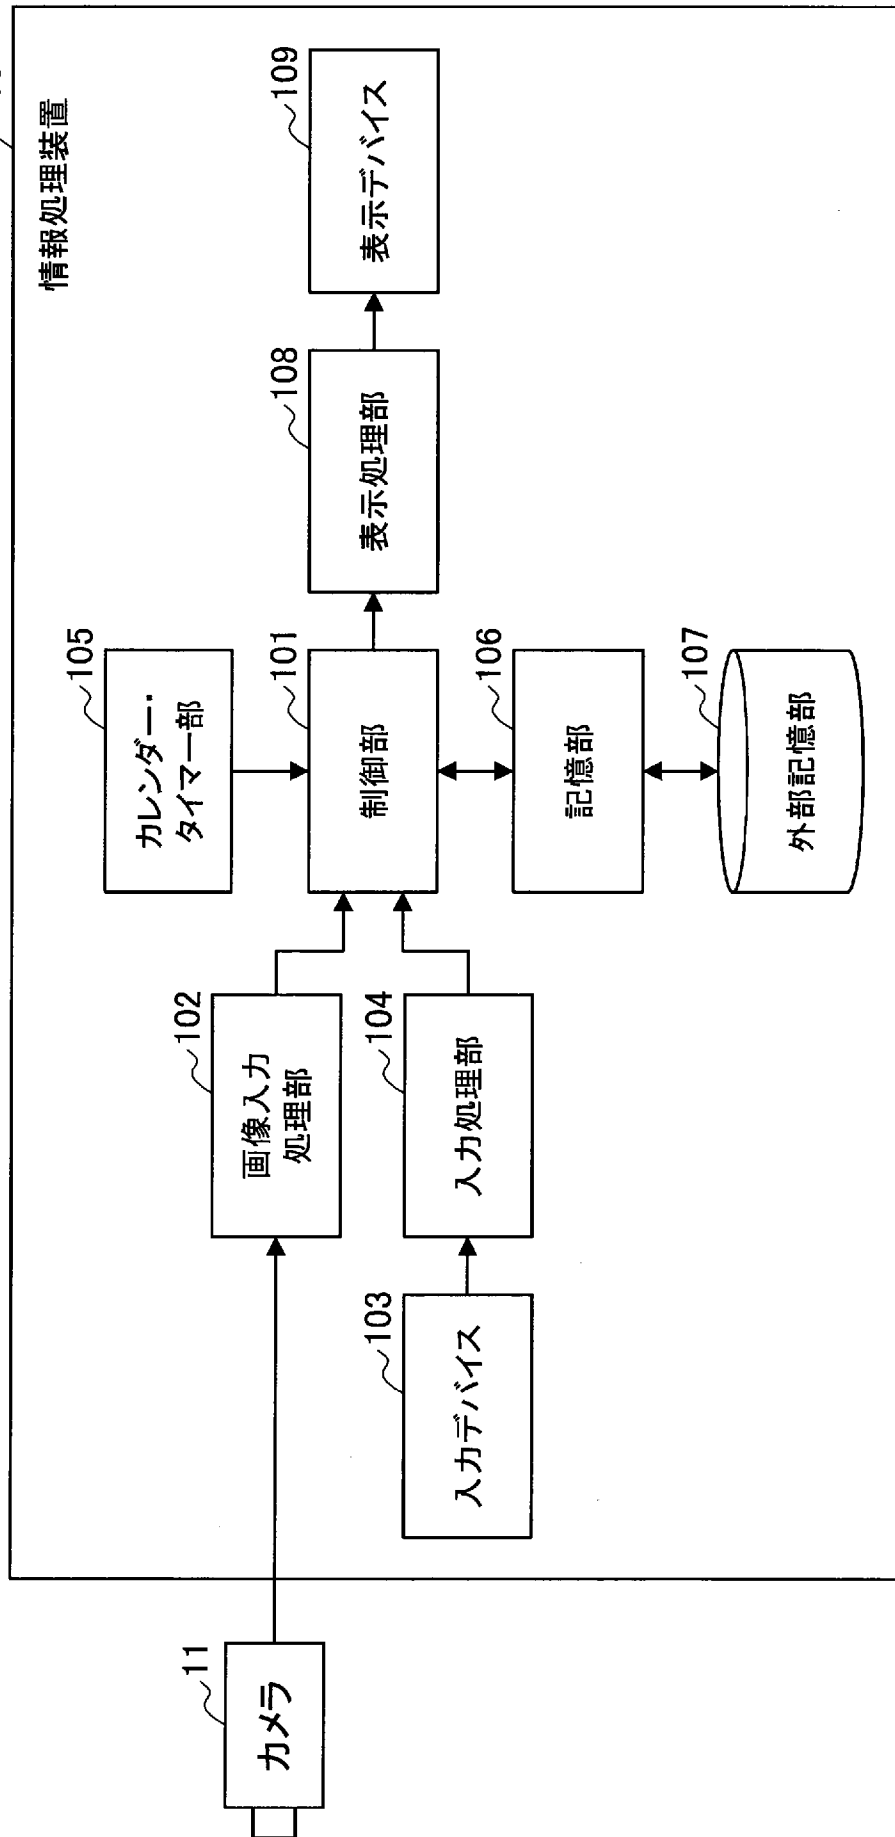 情報処理装置
11
カメラ
102
画像入力
処理部
103
入力デバイス
104
入力処理部
105
カレンダー・
タイマー部
101
制御部
106
記憶部
107
外部記憶部
108
表示処理部
109
表示デバイス